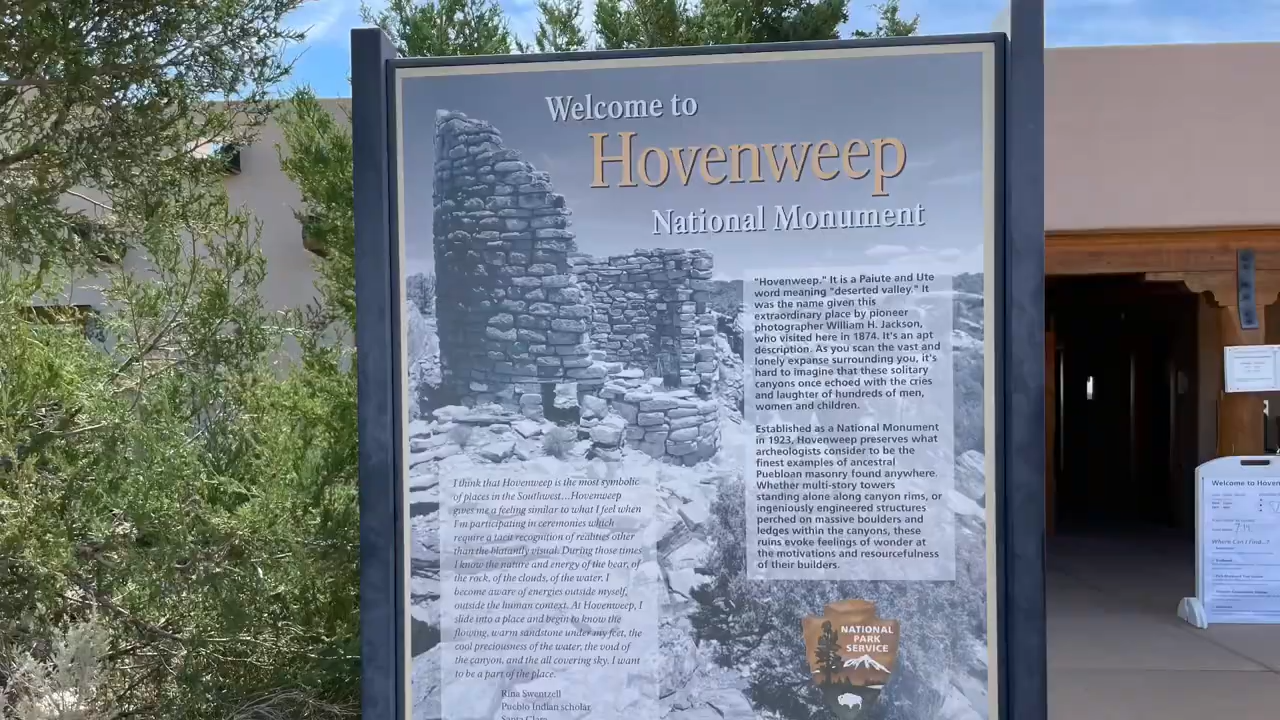 Welcome to
Hovenweep
National Monument
"Hovenweep." It is a Paiute and Ute
word meaning "deserted valley." It
was the name given this
extraordinary place by pioneer
photographer William H. Jackson,
who visited here in 1874. It's an apt
description. As you scan the vast and
lonely expanse surrounding you, it's
hard to imagine that these solitary
canyons once echoed with the cries
and laughter of hundreds of men,
women and children.
Established as a National Monument
in 1923, Hovenweep preserves what
archeologists consider to be the
finest examples of ancestral
Puebloan masonry found anywhere.
Whether multi-story towers
standing alone along canyon rims, or
ingeniously engineered structures
perched on massive boulders and
ledges within the canyons, these
ruins evoke feelings of wonder at
the motivations and resourcefulness
of their builders.
I think that Hovenweep is the most symbolic
of places in the Southwest...Hovenweep
gives me a feeling similar to what I feel when
I'm participating in ceremonies which
require a tacit recognition of realities other
than the blatantly visual. During those times
I know the nature and energy of the bear, of
the rock, of the clouds, of the water. I
become aware of energies outside myself,
outside the human context. At Hovenweep, I
slide into a place and begin to know the
flowing, warm sandstone under my feet, the
cool preciousness of the water, the void of
the canyon, and the all covering sky. I want
to be a part of the place.
Rina Swentzell
Pueblo Indian scholar
Santa Clara
NATIONAL
PARK
SERVICE
Welcome to Hoven
Where Can I Find...?